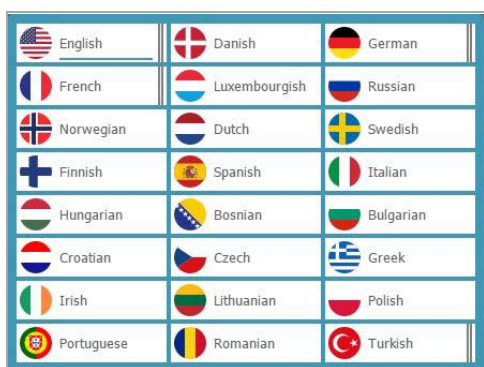 English Danish German
French Luxembourgish Russian
Norwegian Dutch Swedish
Finnish Spanish Italian
Hungarian Bosnian Bulgarian
Croatian Czech Greek
Irish Lithuanian Polish
Portuguese Romanian Turkish